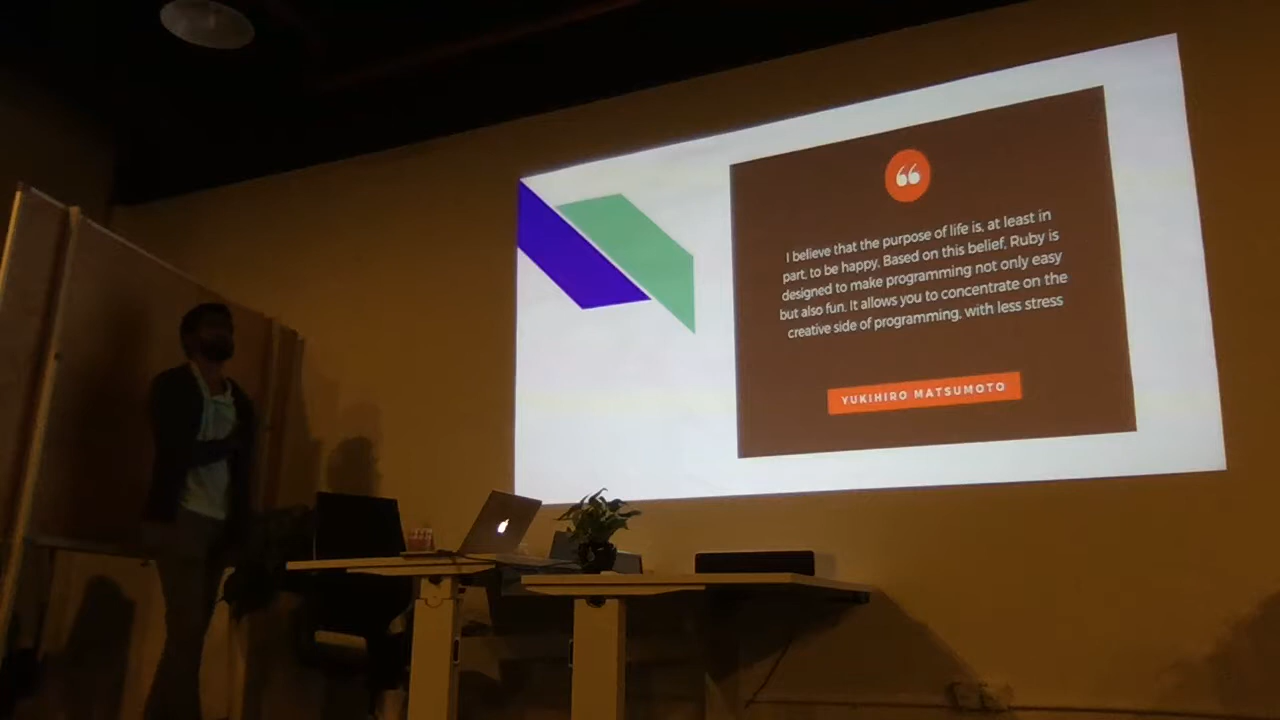 I believe that the purpose of life is, at least in
part, to be happy. Based on this belief, Ruby is
designed to make programming not only easy
but also fun. It allows you to concentrate on the
creative side of programming, with less stress
YUKIHIRO MATSUMOTO